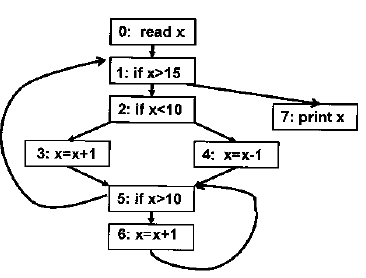 0: read x
1: if x>15
2: if x<10
7: print x
3: x=x+1
4: x=x-1
5: if x>10
6: x=x+1